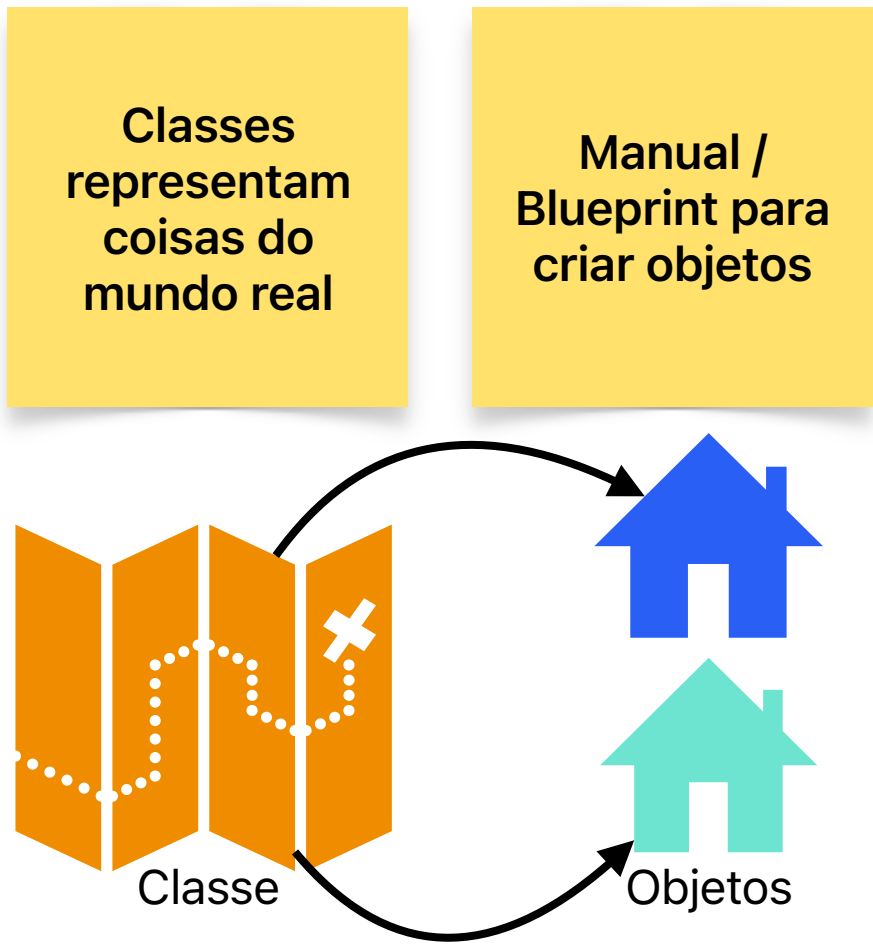 Classes
representam
coisas do
mundo real
Manual /
Blueprint para
criar objetos
Classe
Objetos